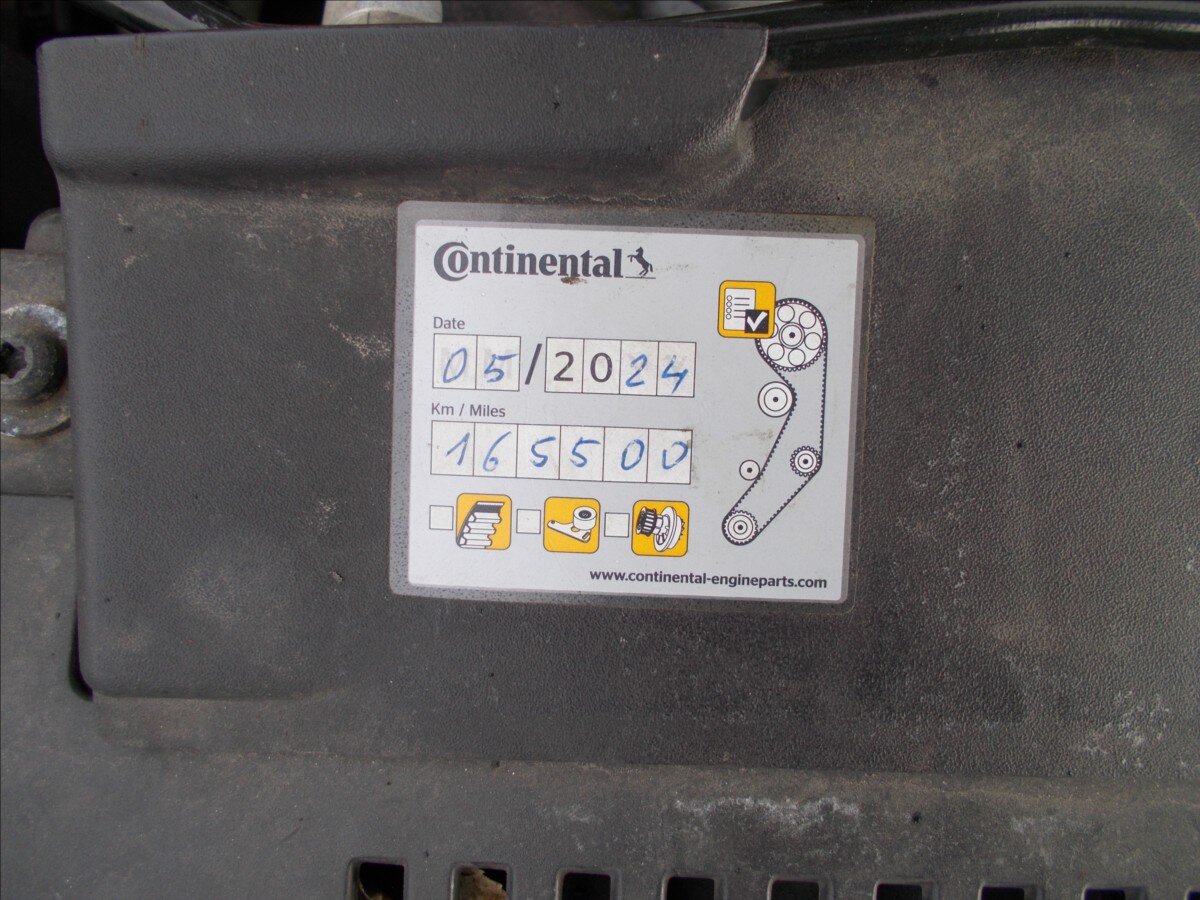 Continental
Date
05/2024
Km / Miles
165500
www.continental-engineparts.com